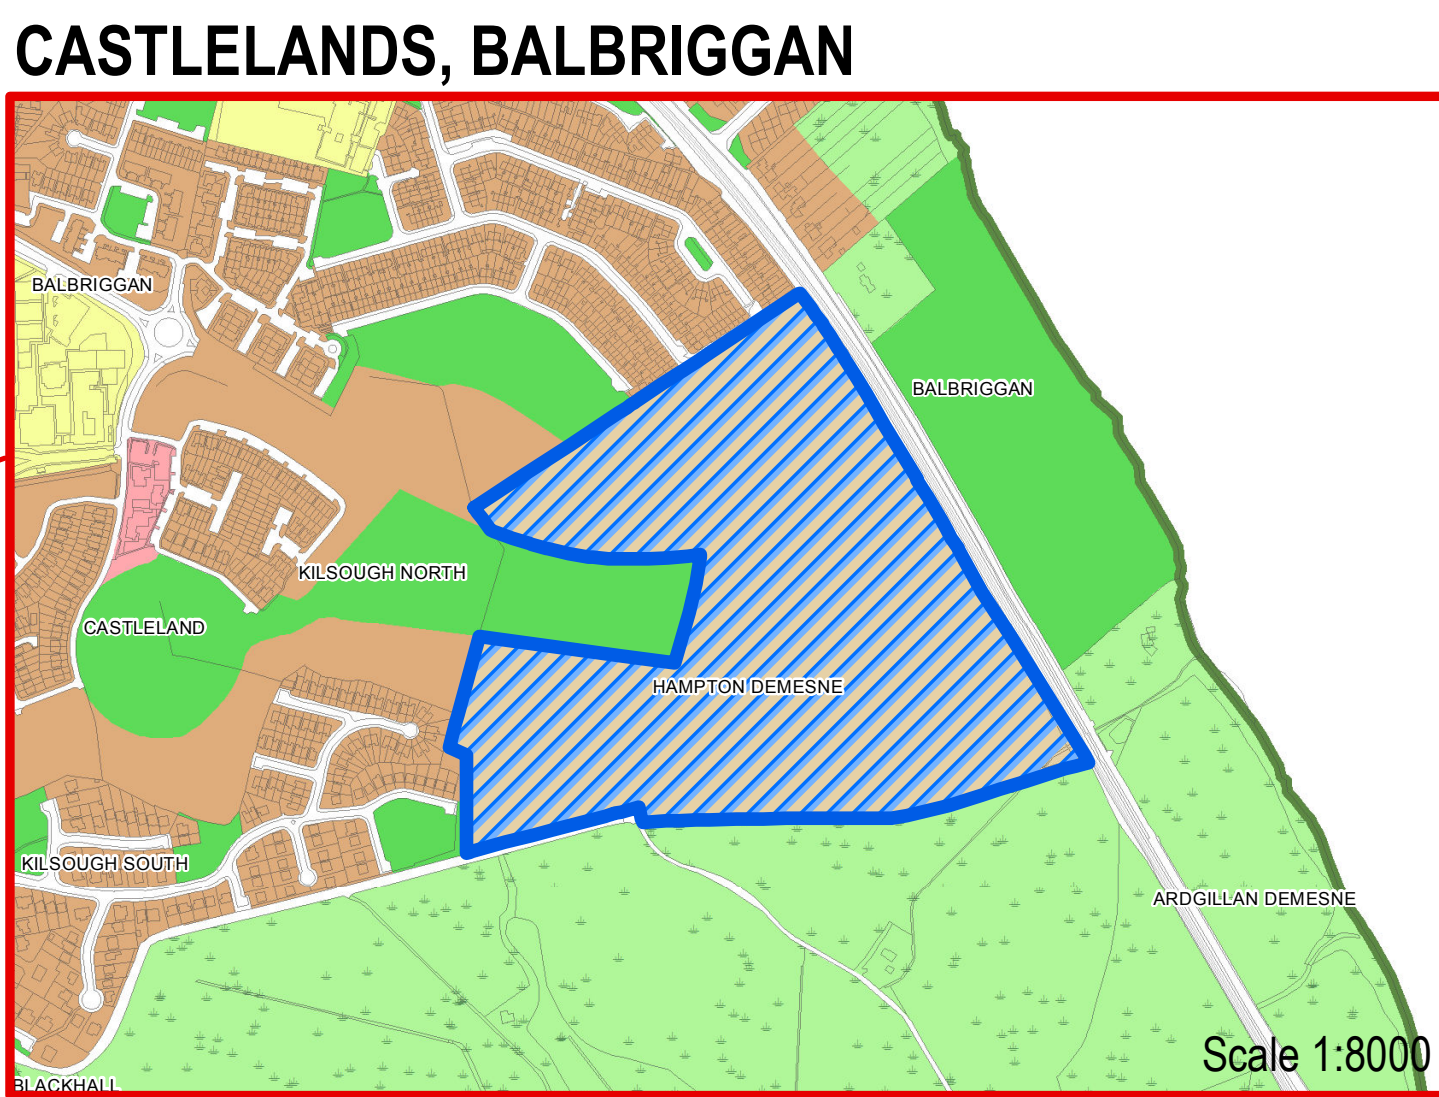 CASTLELANDS, BALBRIGGAN
BALBRIGGAN
BALBRIGGAN
KILSOUGH NORTH
CASTLELAND
HAMPTON DEMESNE
KILSOUGH SOUTH
ARDGILLAN DEMESNE
Scale 1:8000
BLACKHALL